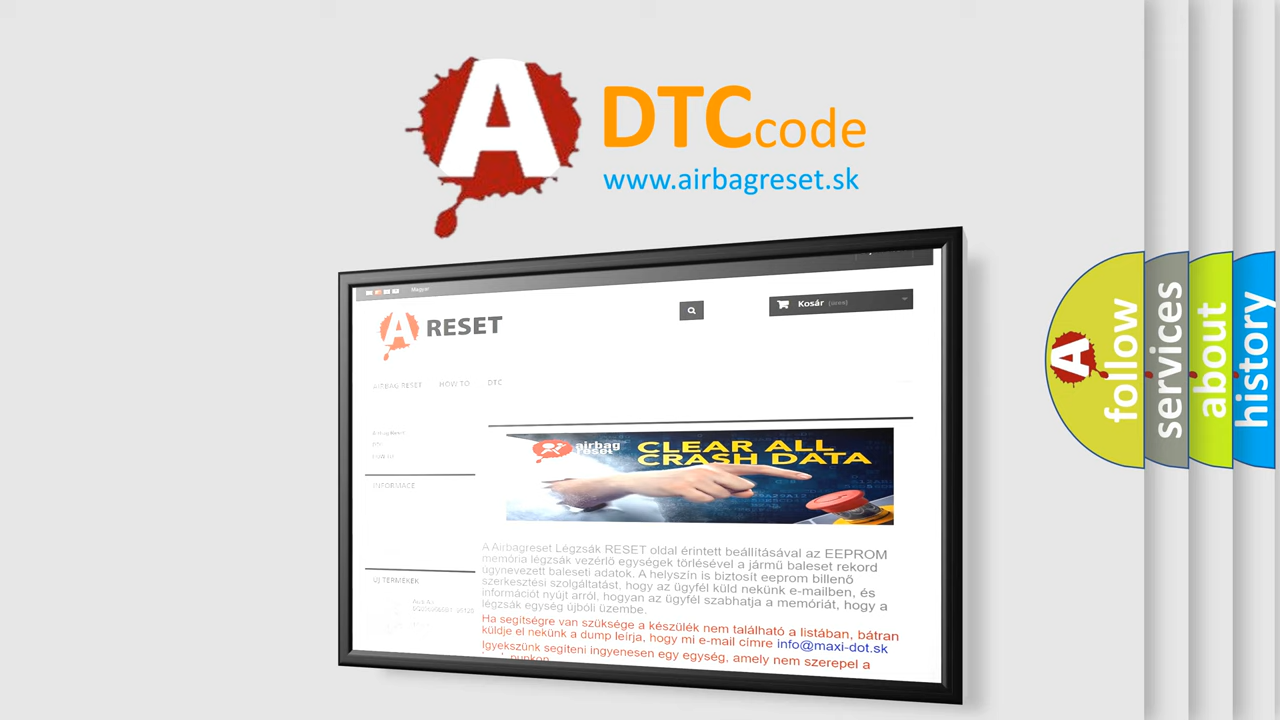 A DTCcode
www.airbagreset.sk
Magyar
A RESET
Kosár (üres)
AIRBAG RESET HOW TO DTC
airbag reset
CLEAR ALL
CRASH DATA
INFORMACE
A Airbagreset Légzsák RESET oldal érintett beállításával az EEPROM
memória légzsák vezérlő egységek törlésével a jármű baleset rekord
úgynevezett baleseti adatok. A helyszín is biztosít eeprom billenő
szerkesztési szolgáltatást, hogy az ügyfél küld nekünk e-mailben, és
információt nyújt arról, hogyan az ügyfél szabhatja a memóriát, hogy a
légzsák egység újbóli üzembe.
ÚJ TERMÉKEK
Ha segítségre van szüksége a készülék nem található a listában, bátran
küldje el nekünk a dump leírja, hogy mi e-mail címre info@maxi-dot.sk
Igyekszünk segíteni ingyenesen egy egység, amely nem szerepel a
A follow
services
about
history